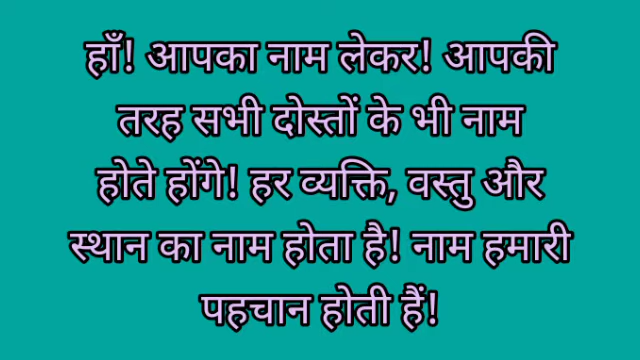 हाँ! आपका नाम लेकर! आपकी
तरह सभी दोस्तों के भी नाम
होते होंगे! हर व्यक्ति, वस्तु और
स्थान का नाम होता है! नाम हमारी
पहचान होती हैं!